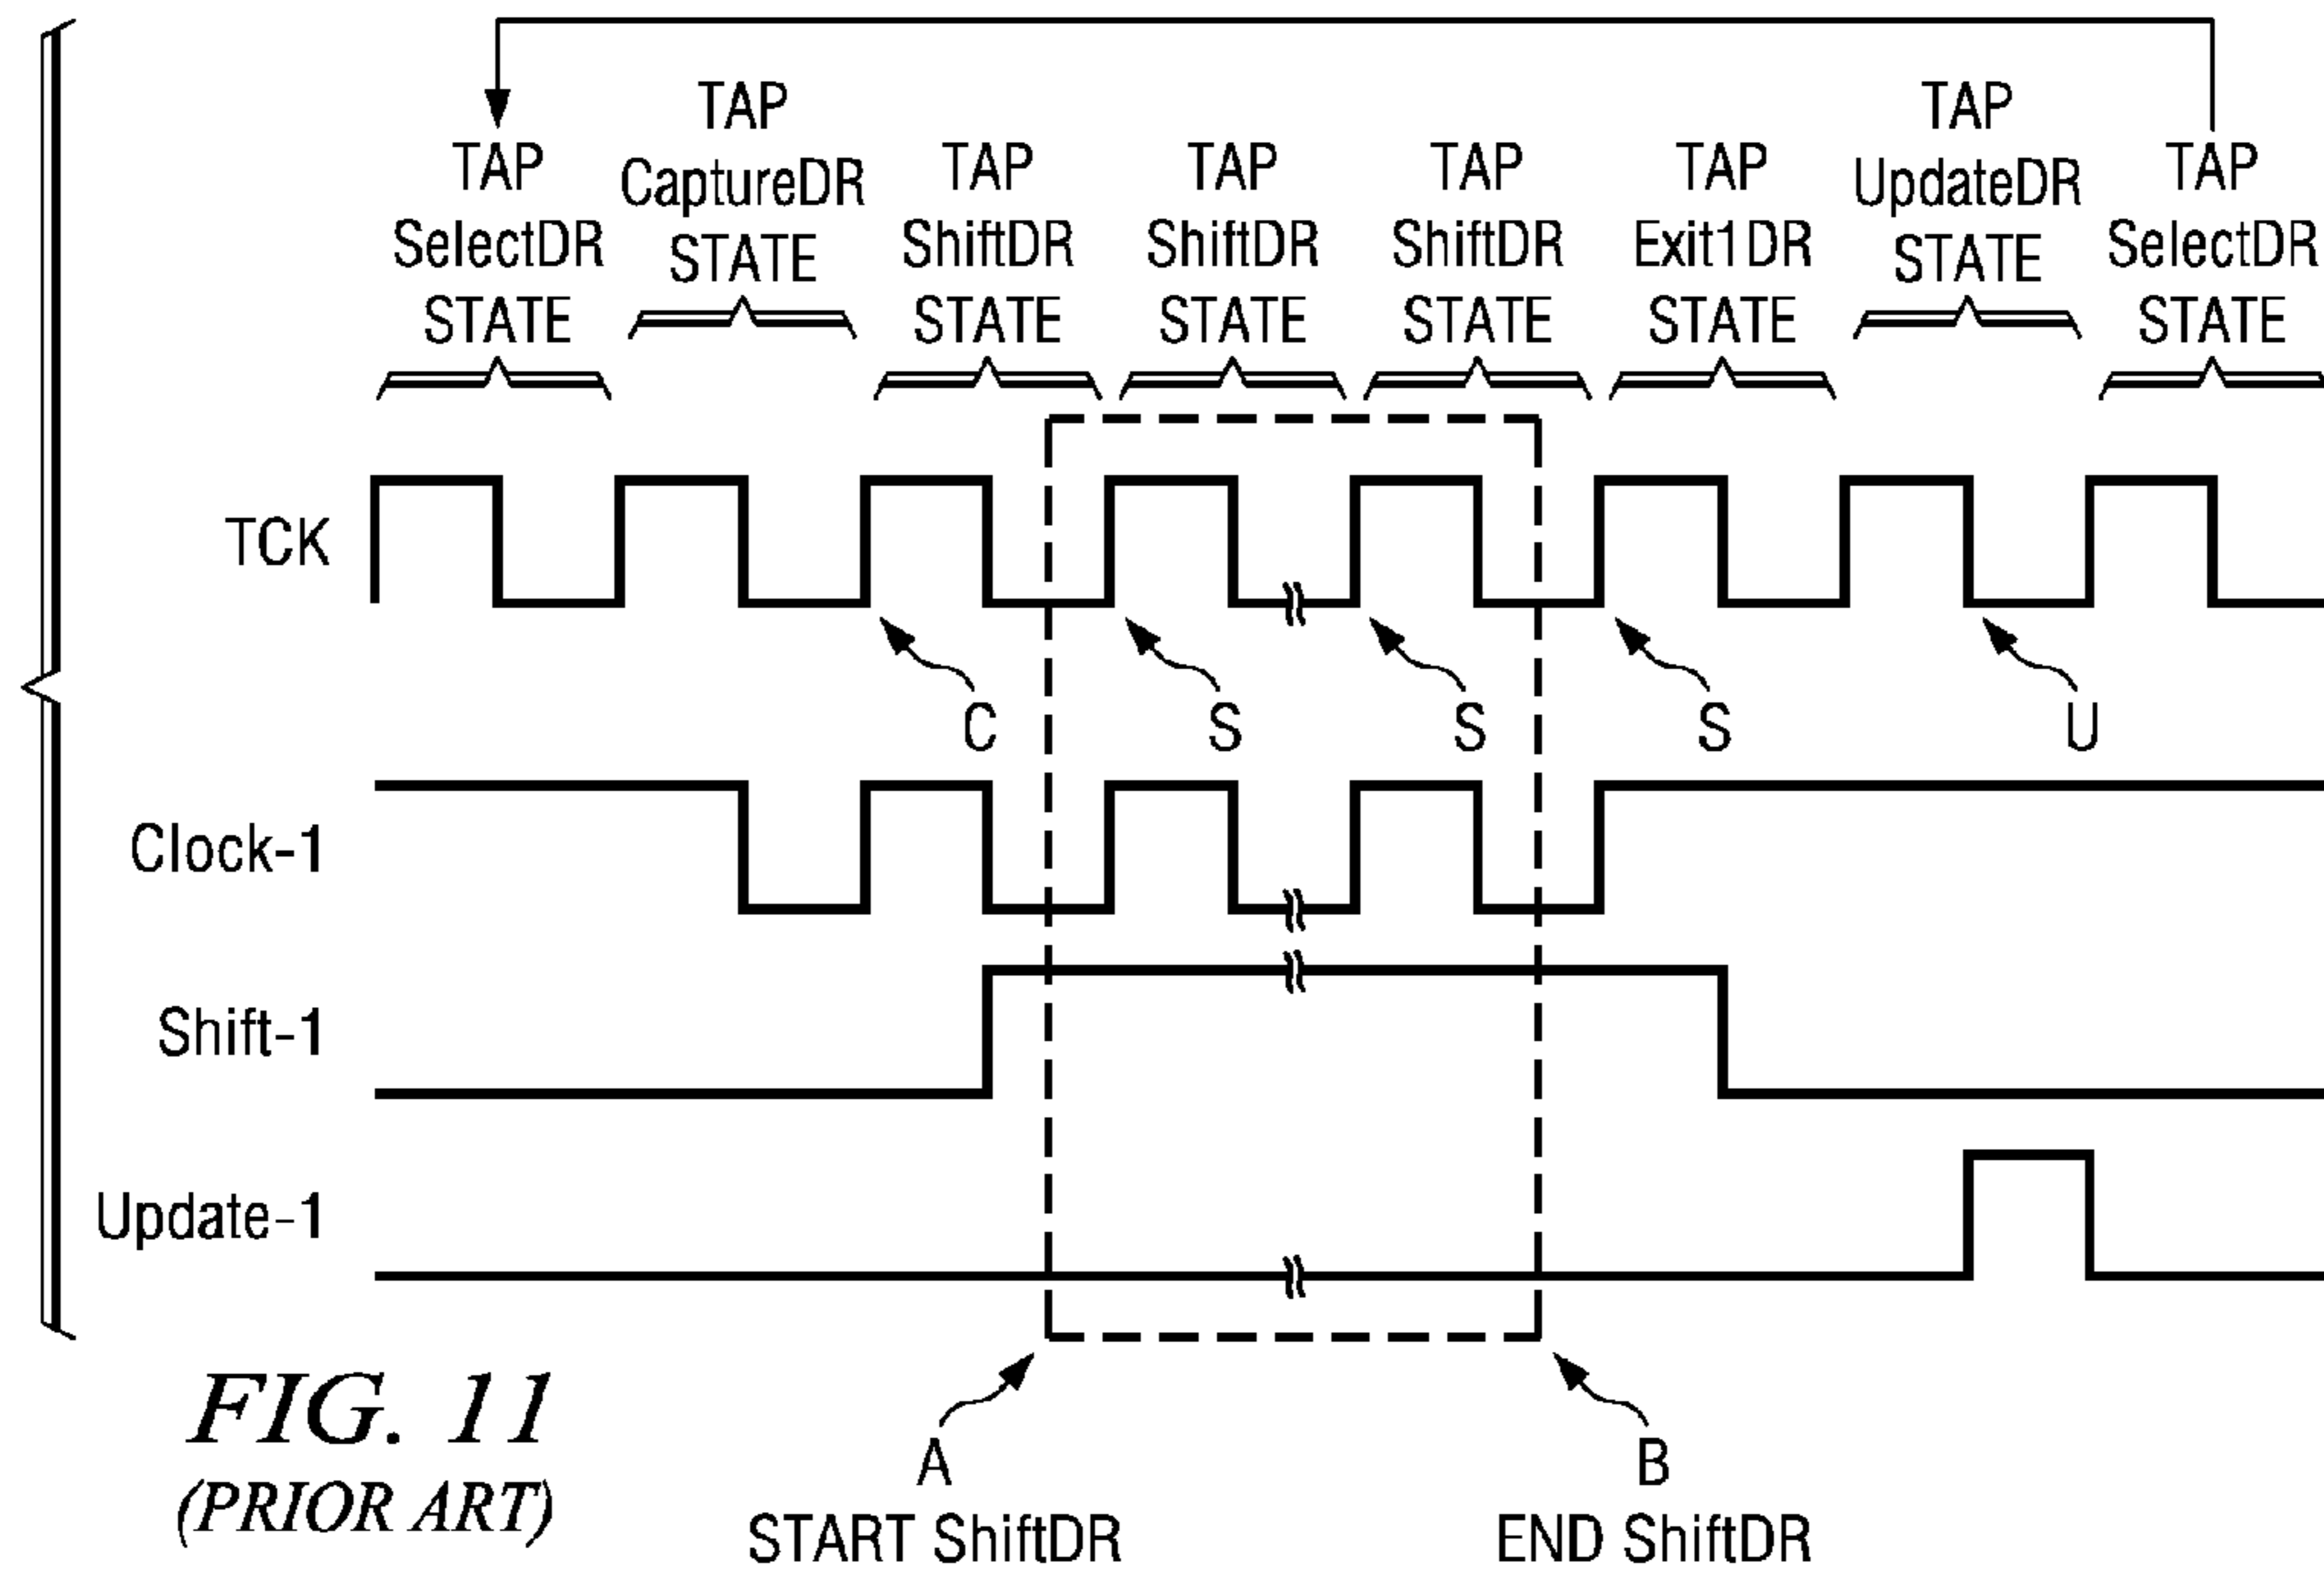 TAP
SelectDR
STATE
TAP
CaptureDR
STATE
TAP
ShiftDR
STATE
TAP
ShiftDR
STATE
TAP
ShiftDR
STATE
TAP
Exit1DR
STATE
TAP
UpdateDR
STATE
TAP
SelectDR
STATE
TCK
C
S
S
S
U
Clock-1
Shift-1
Update-1
A
START ShiftDR
B
END ShiftDR
FIG. 11
(PRIOR ART)